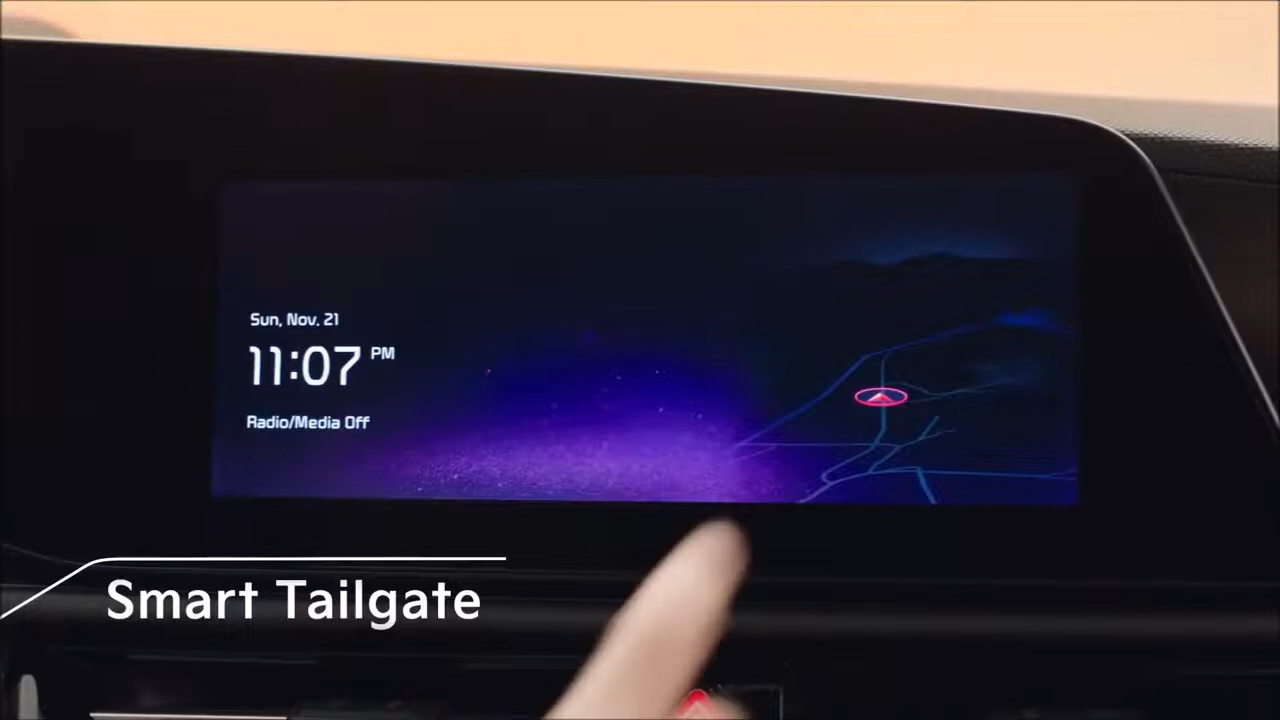 Sun, Nov. 21
11:07 PM
Radio/Media Off
Smart Tailgate